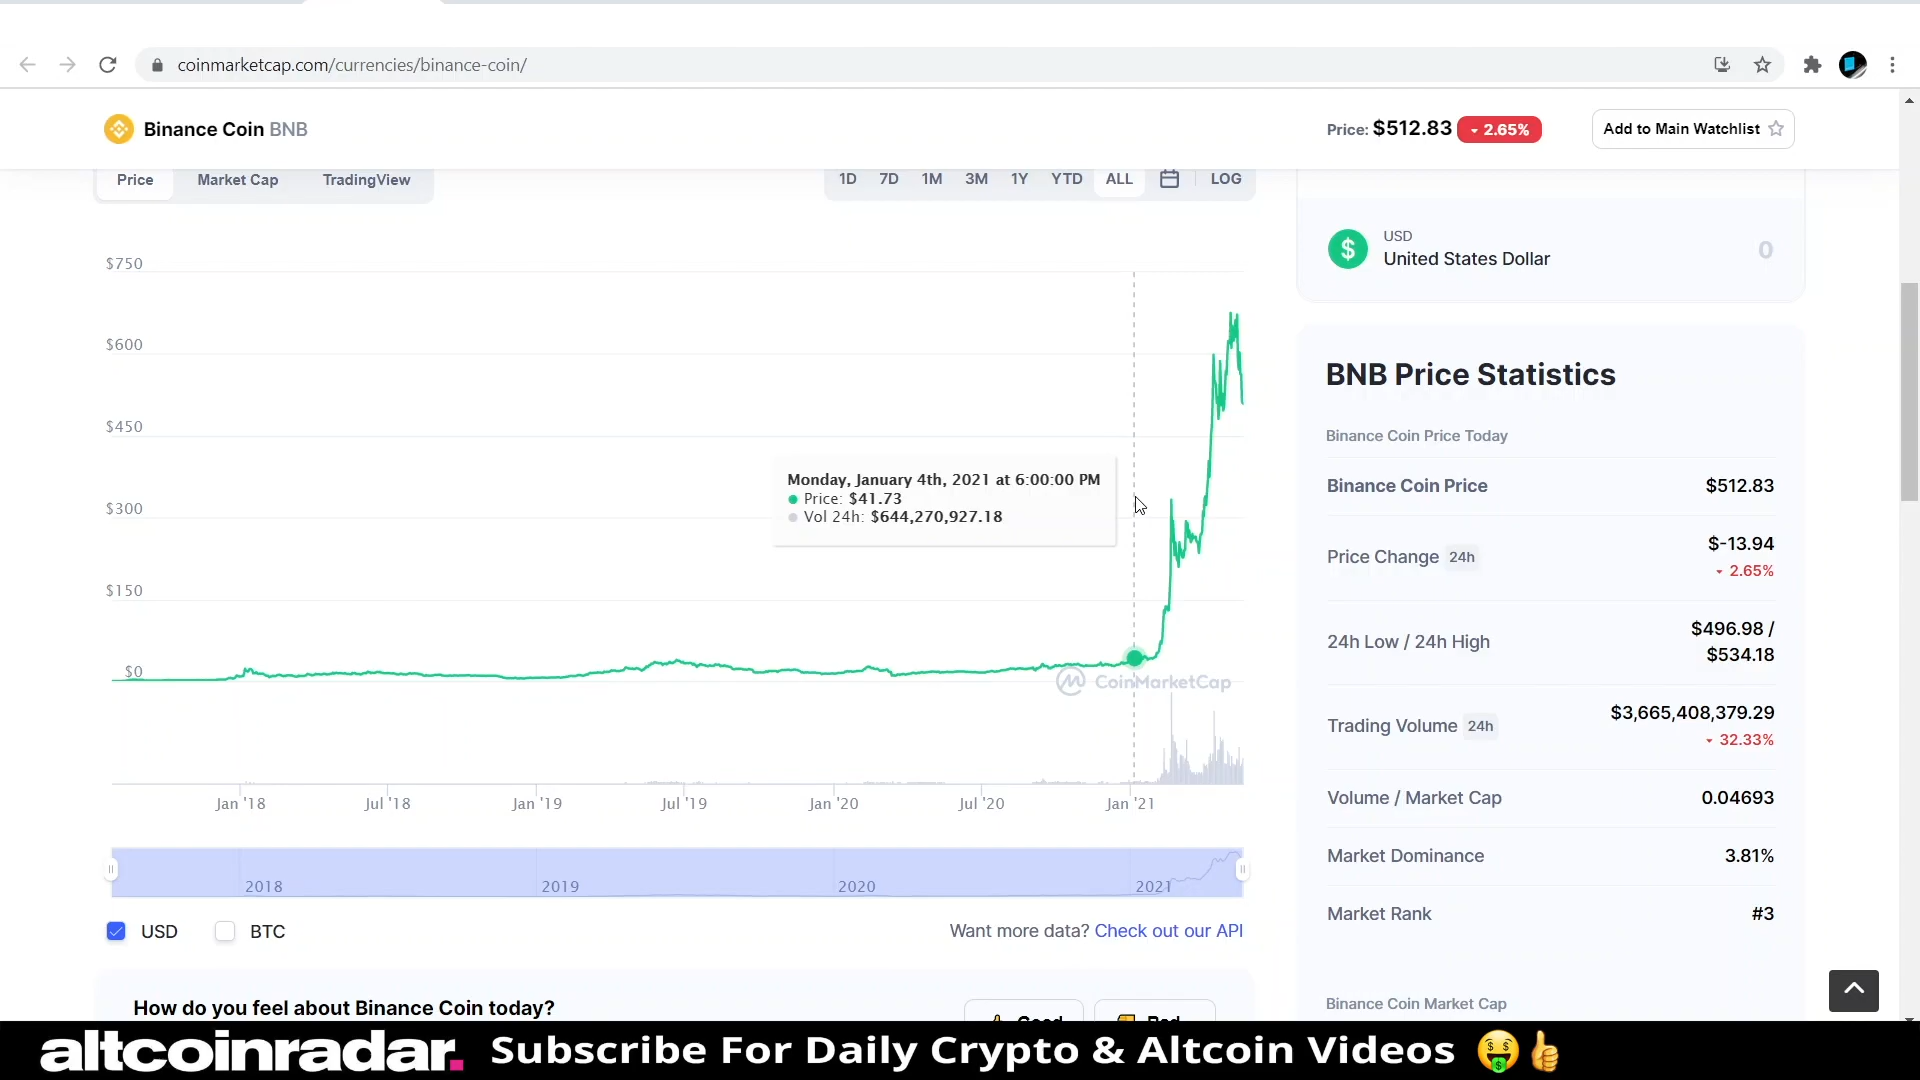 coinmarketcap.com/currencies/binance-coin/
Binance Coin BNB
Price: $512.83 2.65%
Add to Main Watchlist
Price Market Cap TradingView
1D 7D 1M 3M 1Y YTD ALL LOG
USD
United States Dollar
0
$750
$600
$450
$300
$150
$0
Monday, January 4th, 2021 at 6:00:00 PM
Price: $41.73
Vol 24h: $644,270,927.18
CoinMarketCap
Jan '18 Jul '18 Jan '19 Jul '19 Jan '20 Jul '20 Jan '21
2018 2019 2020 2021
USD BTC
Want more data? Check out our API
How do you feel about Binance Coin today?
Good Bad
BNB Price Statistics
Binance Coin Price Today
Binance Coin Price $512.83
Price Change 24h $-13.94
2.65%
24h Low / 24h High $496.98 /
$534.18
Trading Volume 24h $3,665,408,379.29
32.33%
Volume / Market Cap 0.04693
Market Dominance 3.81%
Market Rank #3
Binance Coin Market Cap
altcoinradar. Subscribe For Daily Crypto & Altcoin Videos